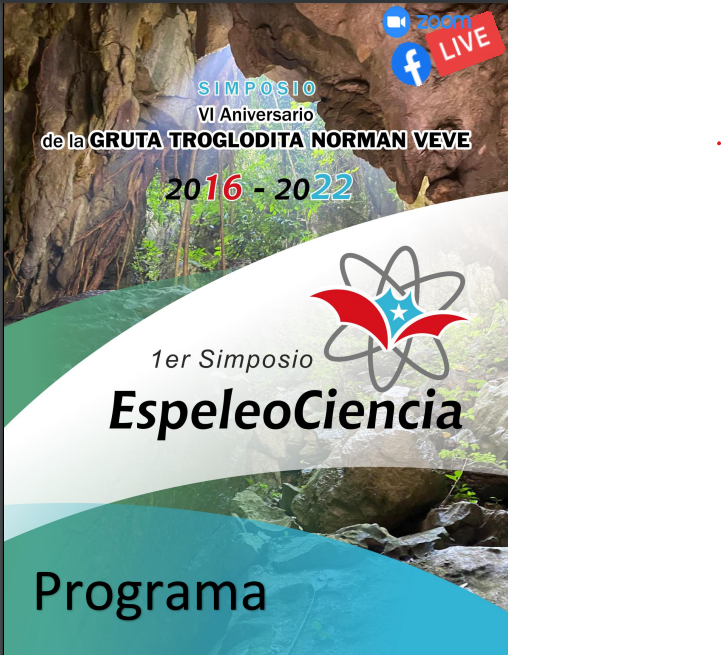 zoom
LIVE
SIMPOSIO
VI Aniversario
de la GRUTA TROGLODITA NORMAN VEVE
2016 - 2022
1er Simposio
EspeleoCiencia
Programa